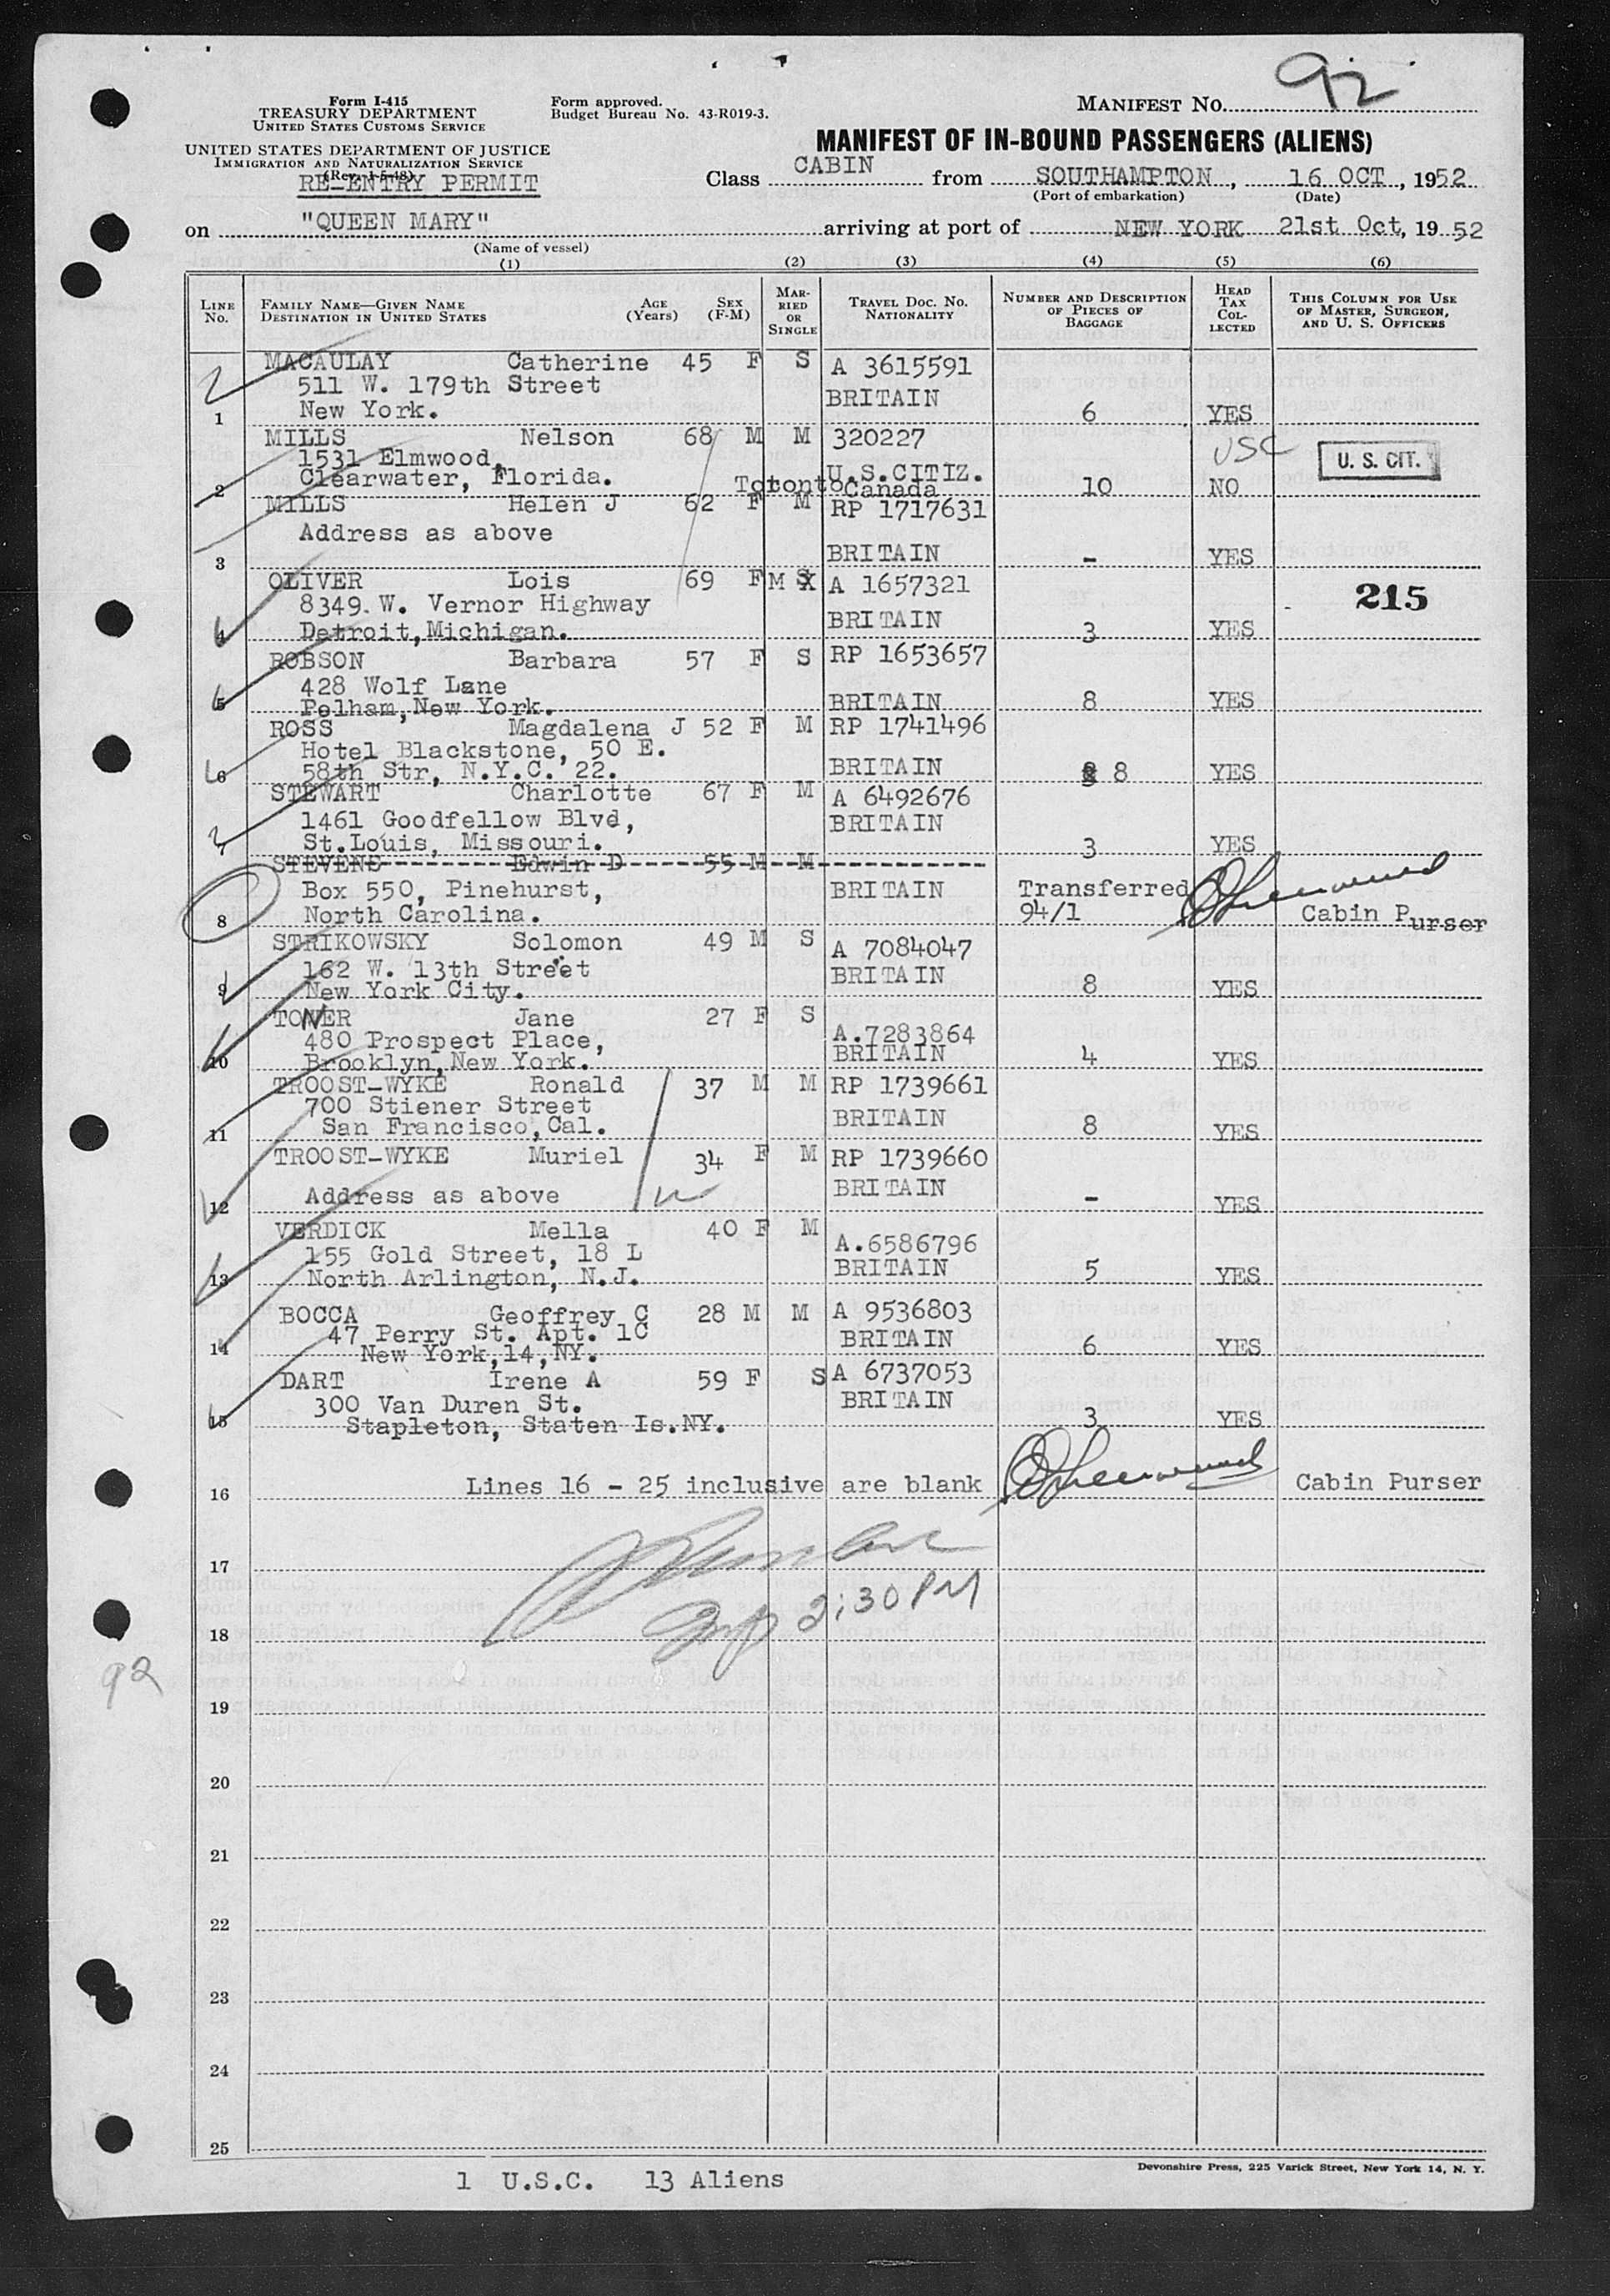 Form I-415
TREASURY DEPARTMENT
UNITED STATES CUSTOMS SERVICE
UNITED STATES DEPARTMENT OF JUSTICE
IMMIGRATION AND NATURALIZATION SERVICE
(Rev. 1-5-48)
RE-ENTRY PERMIT
Form approved.
Budget Bureau No. 43-R019-3.
MANIFEST NO. 92
MANIFEST OF IN-BOUND PASSENGERS (ALIENS)
Class CABIN from SOUTHAMPTON, 16 OCT, 1952
(Port of embarkation) (Date)
on "QUEEN MARY" arriving at port of NEW YORK 21st Oct, 19 52
(Name of vessel)
(1) (2) (3) (4) (5) (6)
LINE NO. FAMILY NAME—GIVEN NAME DESTINATION IN UNITED STATES AGE (Years) SEX (F-M) MARRIED OR SINGLE TRAVEL DOC. NO. NATIONALITY NUMBER AND DESCRIPTION OF PIECES OF BAGGAGE HEAD TAX COLLECTED THIS COLUMN FOR USE OF MASTER, SURGEON, AND U. S. OFFICERS
MACAULAY Catherine 45 F S A 3615591
511 W. 179th Street BRITAIN
1 New York. 6 YES
MILLS Nelson 68 M M 320227 USC U. S. CIT.
1531 Elmwood,
Clearwater, Florida. U.S.CITIZ.
2 Toronto Canada 10 NO
MILLS Helen J 62 F M RP 1717631
Address as above
3 BRITAIN - YES
OLIVER Lois 69 F M S X A 1657321 215
8349. W. Vernor Highway BRITAIN
4 Detroit,Michigan. 3 YES
ROBSON Barbara 57 F S RP 1653657
428 Wolf Lane
5 Pelham,New York. BRITAIN 8 YES
ROSS Magdalena J 52 F M RP 1741496
Hotel Blackstone, 50 E.
6 58th Str, N.Y.C. 22. BRITAIN 8 YES
STEWART Charlotte 67 F M A 6492676
1461 Goodfellow Blvd, BRITAIN
7 St.Louis, Missouri. 3 YES
STEVENS Edwin D 55 M M
Box 550, Pinehurst, BRITAIN Transferred
8 North Carolina. 94/1 Cabin Purser
STRIKOWSKY Solomon 49 M S A 7084047
162 W. 13th Street BRITAIN
9 New York City. 8 YES
TONER Jane 27 F S
480 Prospect Place, A.7283864
10 Brooklyn,New York. BRITAIN 4 YES
TROOST-WYKE Ronald 37 M M RP 1739661
700 Stiener Street BRITAIN
11 San Francisco,Cal. 8 YES
TROOST-WYKE Muriel 34 F M RP 1739660
Address as above BRITAIN
12 - YES
VERDICK Mella 40 F M A.6586796
155 Gold Street, 18 L BRITAIN
13 North Arlington, N.J. 5 YES
BOCCA Geoffrey C 28 M M A 9536803
47 Perry St. Apt. 1C BRITAIN
14 New York,14,NY. 6 YES
DART Irene A 59 F S A 6737053
300 Van Duren St. BRITAIN
15 Stapleton, Staten Is.NY. 3 YES
16 Lines 16 - 25 inclusive are blank Cabin Purser
17
2:30 PM
18
92
19
20
21
22
23
24
25
Devonshire Press, 225 Varick Street, New York 14, N. Y.
1 U.S.C. 13 Aliens